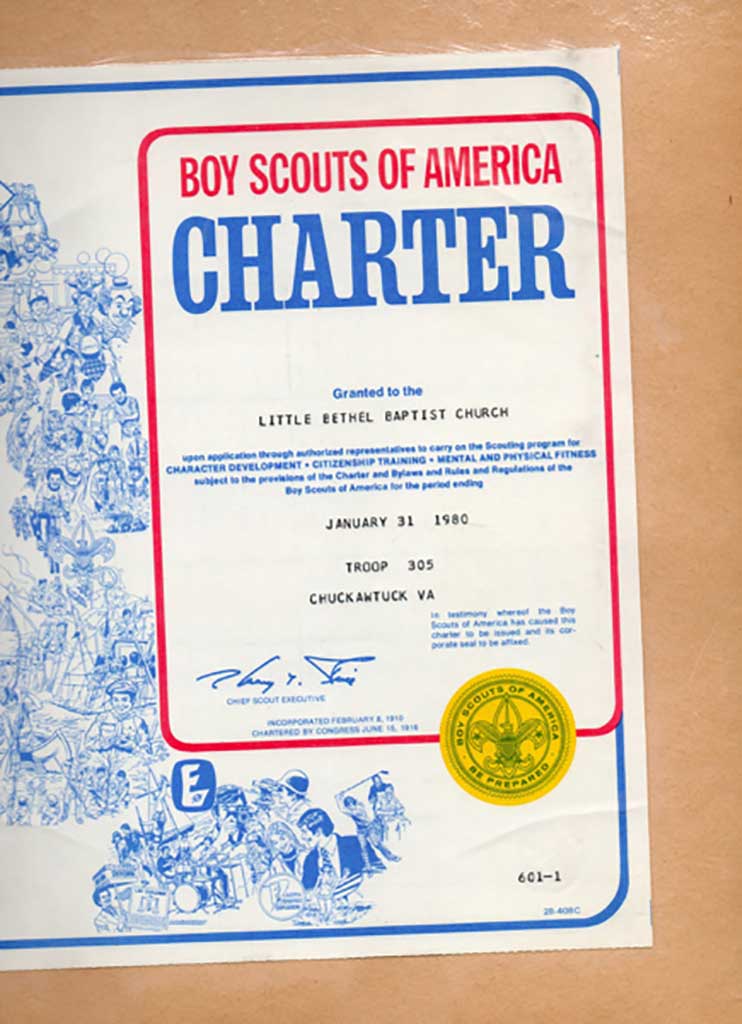 BOY SCOUTS OF AMERICA
CHARTER
Granted to the
LITTLE BETHEL BAPTIST CHURCH
upon application through authorized representatives to carry on the Scouting program for
CHARACTER DEVELOPMENT • CITIZENSHIP TRAINING • MENTAL AND PHYSICAL FITNESS
subject to the provisions of the Charter and Bylaws and Rules and Regulations of the
Boy Scouts of America for the period ending
JANUARY 31 1980
TROOP 305
CHUCKAWTUCK VA
In testimony whereof the Boy
Scouts of America has caused this
charter to be issued and its cor-
porate seal to be affixed.
CHIEF SCOUT EXECUTIVE
INCORPORATED FEBRUARY 8, 1910
CHARTERED BY CONGRESS JUNE 15, 1916
BOY SCOUTS OF AMERICA
BE PREPARED
E
601-1
28-408C